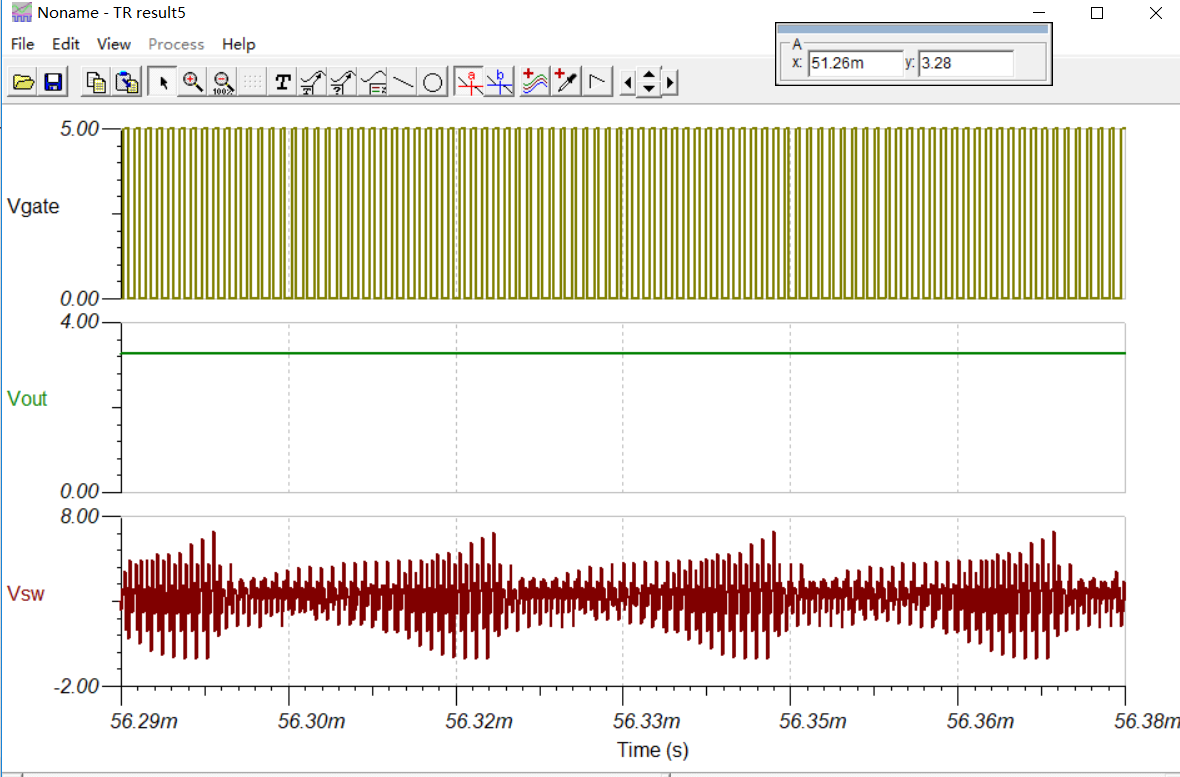 Noname - TR result5
File Edit View Process Help
A
x: 51.26m y: 3.28
T a b
100%
5.00
Vgate
0.00
4.00
Vout
0.00
8.00
Vsw
-2.00
56.29m 56.30m 56.32m 56.33m 56.35m 56.36m 56.38m
Time (s)